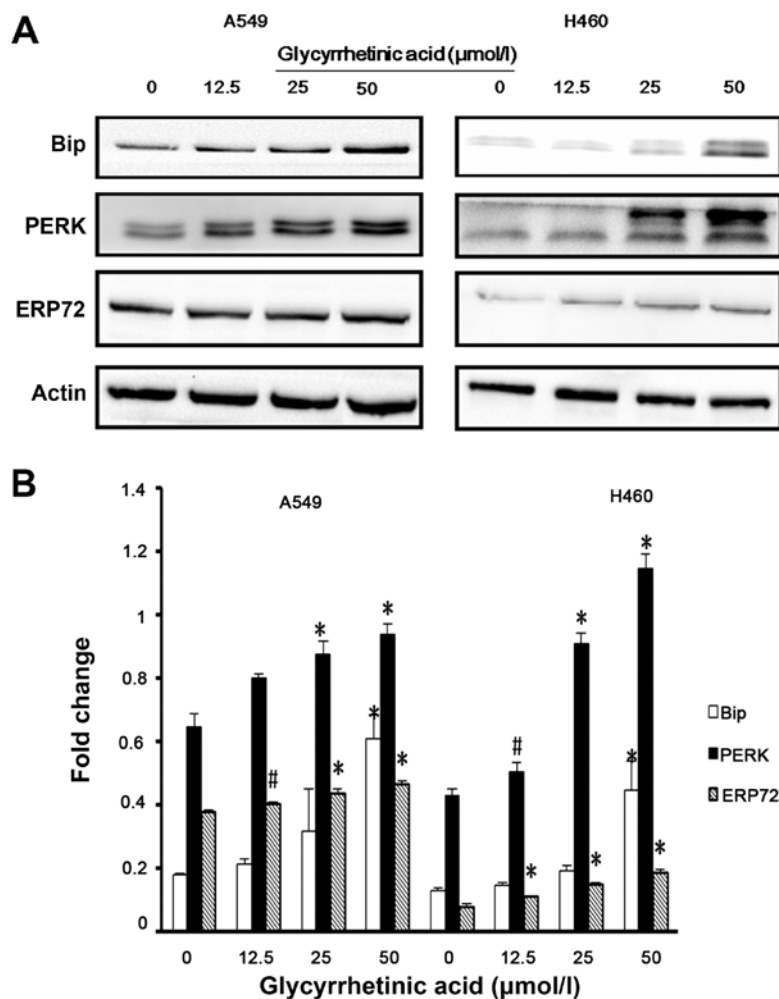 A
A549
H460
Glycyrrhetinic acid (μmol/l)
0 12.5 25 50 0 12.5 25 50
Bip
PERK
ERP72
Actin
B
1.4
1.2
1
0.8
0.6
0.4
0.2
0
Fold change
A549
H460
# * * * * * # * * * * * *
Bip
PERK
ERP72
0 12.5 25 50 0 12.5 25 50
Glycyrrhetinic acid (μmol/l)